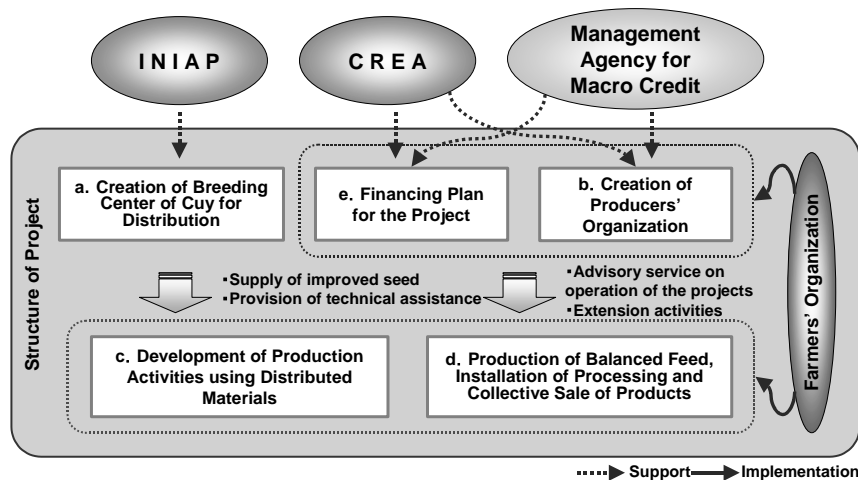 I N I A P
C R E A
Management
Agency for
Macro Credit
Structure of Project
a. Creation of Breeding
Center of Cuy for
Distribution
e. Financing Plan
for the Project
b. Creation of
Producers'
Organization
Farmers' Organization
▪Supply of improved seed
▪Provision of technical assistance
▪Advisory service on
operation of the projects
▪Extension activities
c. Development of Production
Activities using Distributed
Materials
d. Production of Balanced Feed,
Installation of Processing and
Collective Sale of Products
Support
Implementation